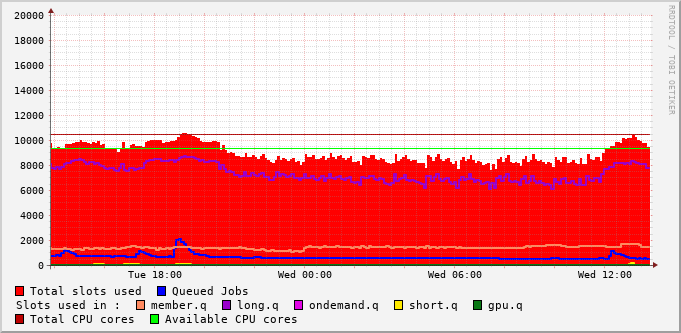 20000
18000
16000
14000
12000
10000
8000
6000
4000
2000
0
Tue 18:00 Wed 00:00 Wed 06:00 Wed 12:00
RRDTOOL / TOBI OETIKER
Total slots used Queued Jobs
Slots used in : member.q long.q ondemand.q short.q gpu.q
Total CPU cores Available CPU cores